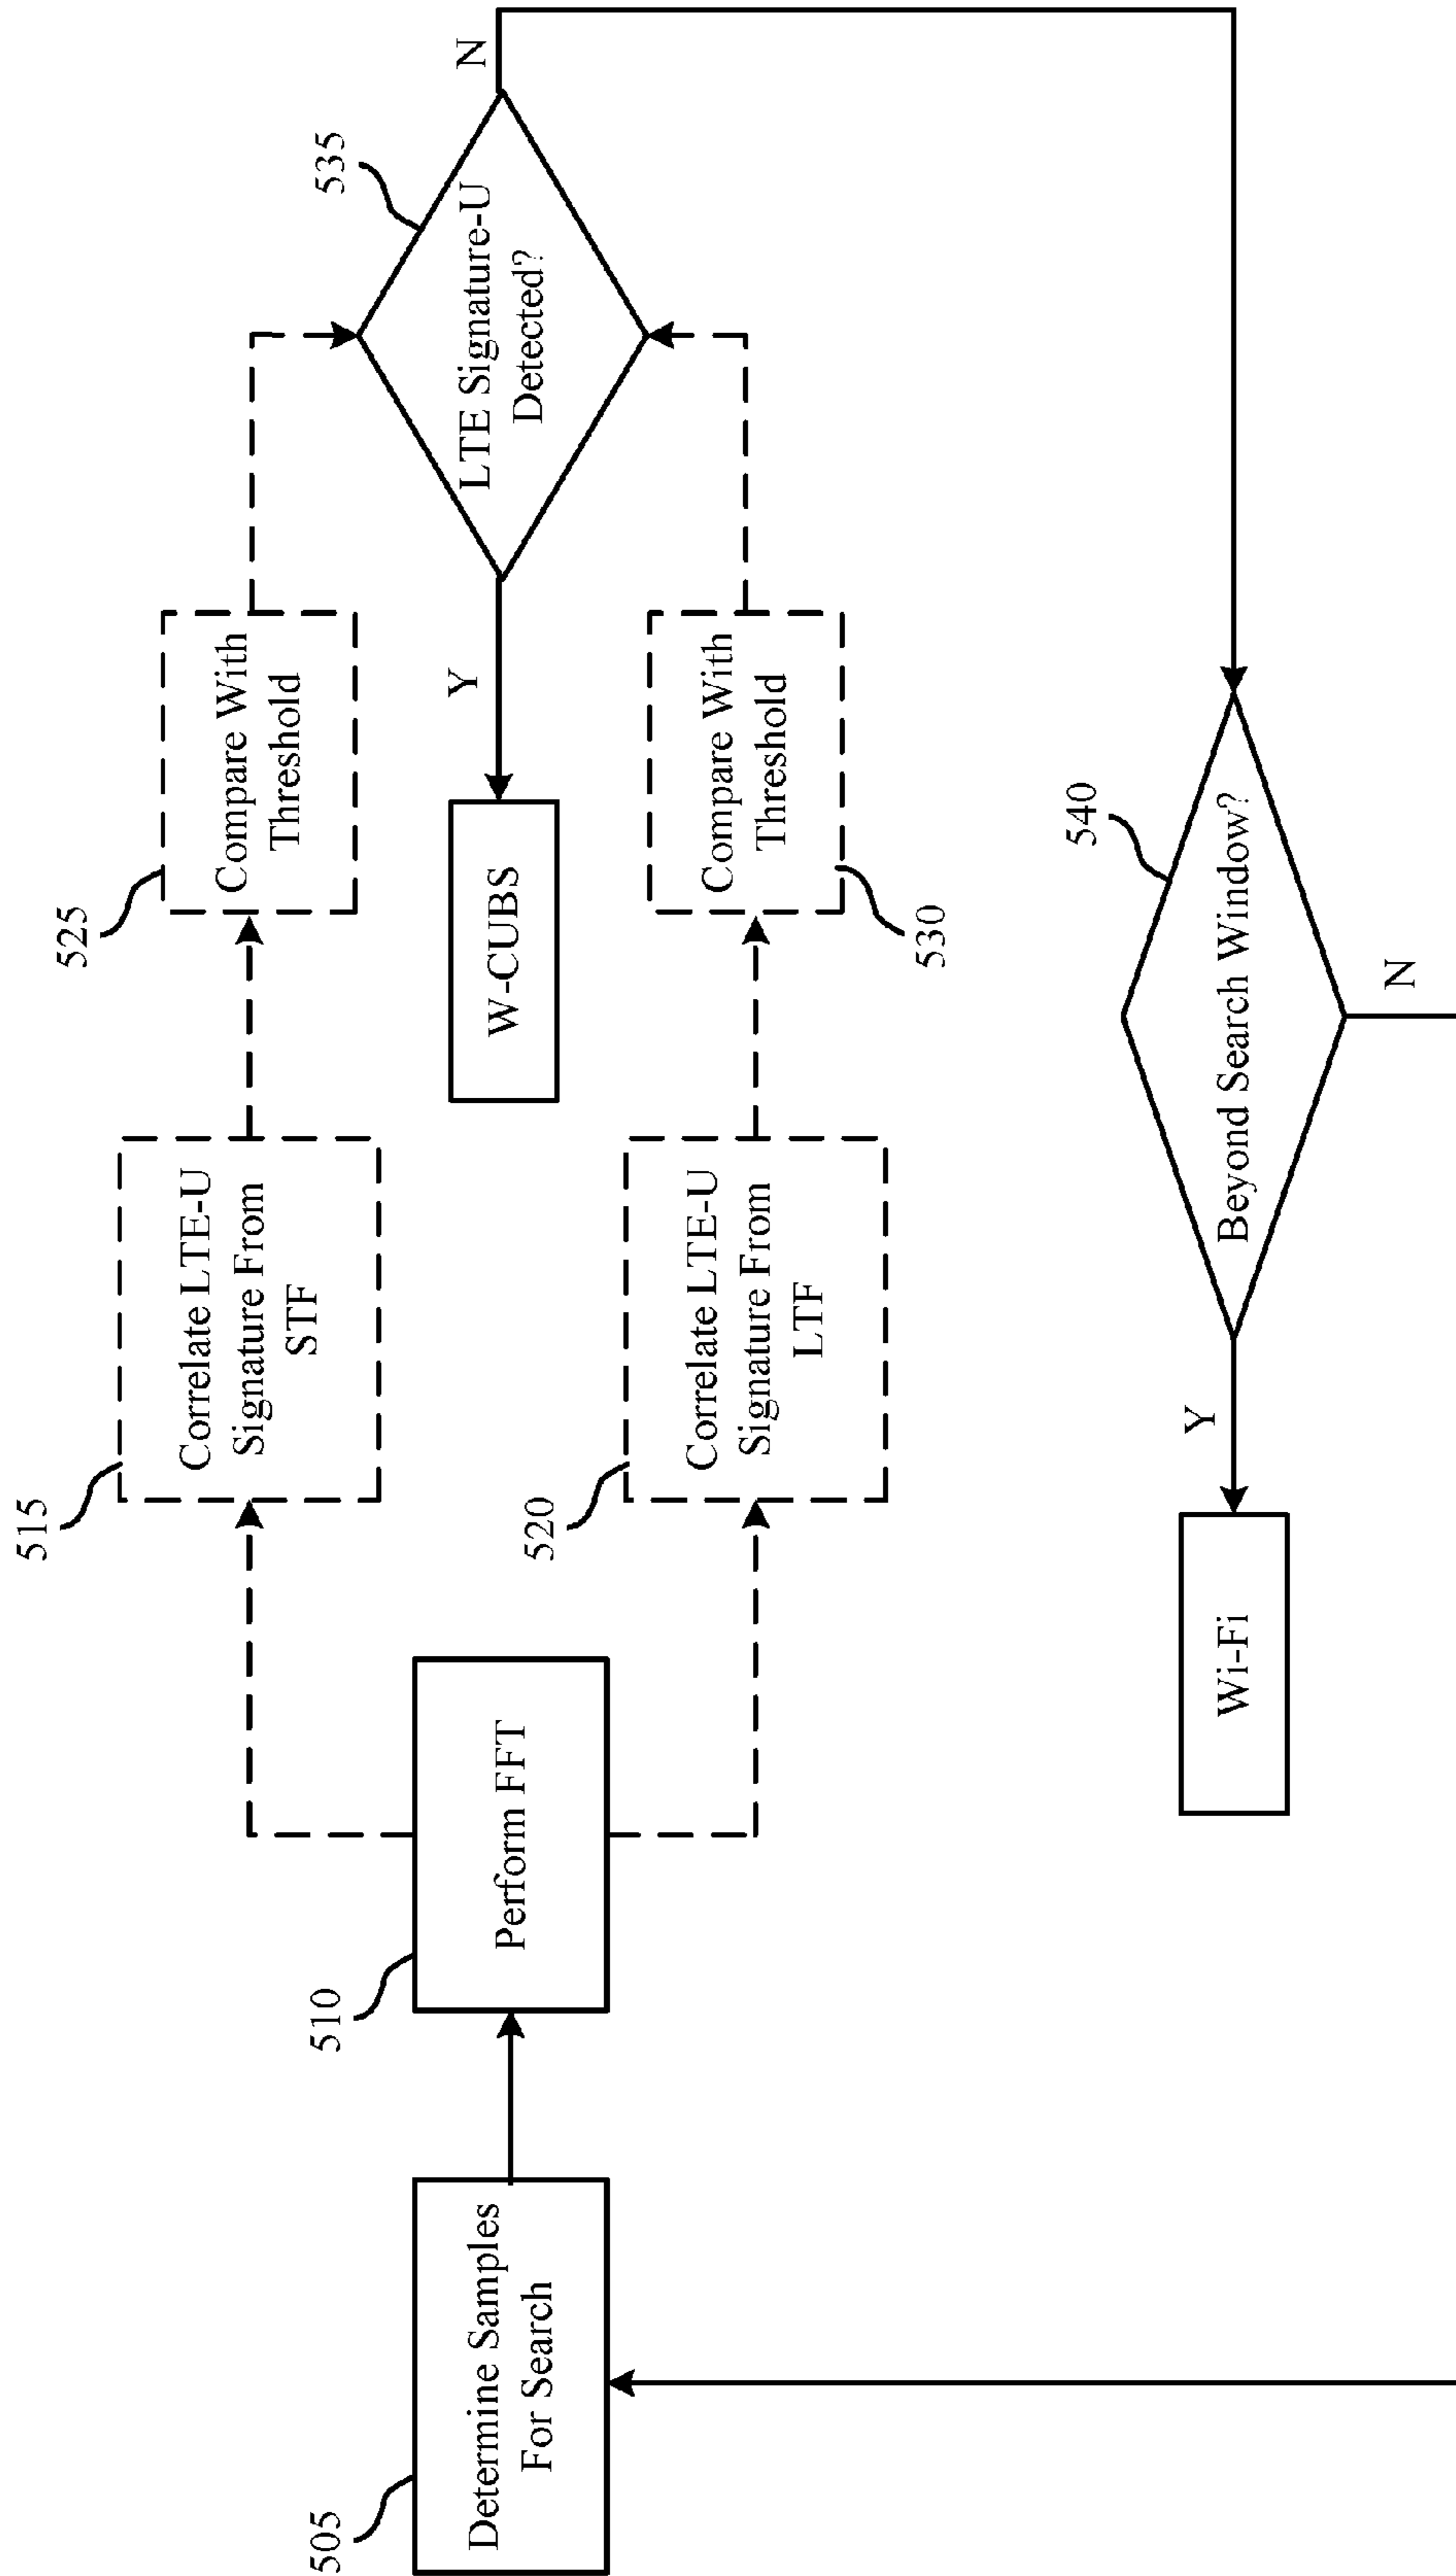 505
Determine Samples
For Search
510
Perform FFT
515
Correlate LTE-U
Signature From
STF
520
Correlate LTE-U
Signature From
LTF
525
Compare With
Threshold
530
Compare With
Threshold
535
LTE Signature-U
Detected?
Y
N
W-CUBS
540
Beyond Search Window?
Y
N
Wi-Fi